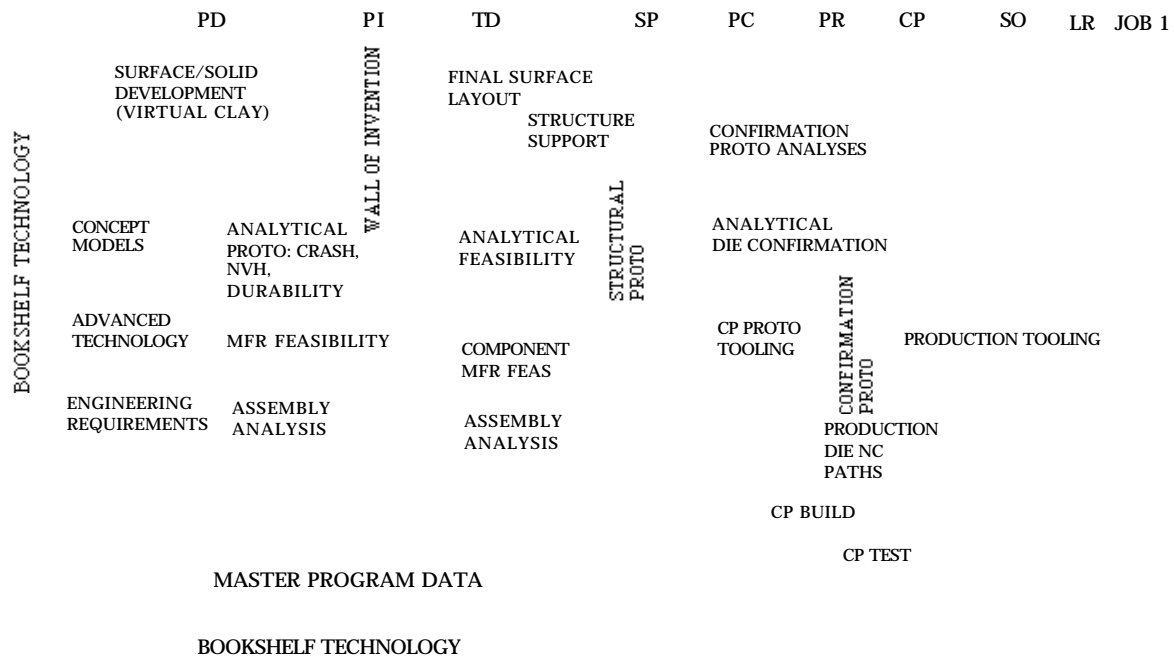 PD PI TD SP PC PR CP SO LR JOB 1
BOOKSHELF TECHNOLOGY
SURFACE/SOLID
DEVELOPMENT
(VIRTUAL CLAY)
WALL OF INVENTION
FINAL SURFACE
LAYOUT
STRUCTURE
SUPPORT
CONFIRMATION
PROTO ANALYSES
CONCEPT
MODELS
ANALYTICAL
PROTO: CRASH,
NVH,
DURABILITY
ANALYTICAL
FEASIBILITY
STRUCTURAL
PROTO
ANALYTICAL
DIE CONFIRMATION
ADVANCED
TECHNOLOGY
MFR FEASIBILITY
COMPONENT
MFR FEAS
CP PROTO
TOOLING
CONFIRMATION
PROTO
PRODUCTION TOOLING
ENGINEERING
REQUIREMENTS
ASSEMBLY
ANALYSIS
ASSEMBLY
ANALYSIS
PRODUCTION
DIE NC
PATHS
CP BUILD
CP TEST
MASTER PROGRAM DATA
BOOKSHELF TECHNOLOGY